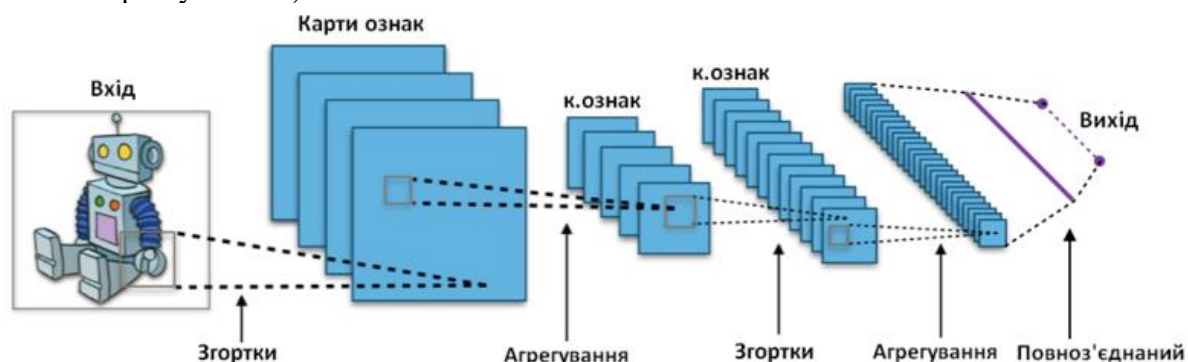 Карти ознак
Вхід
к.ознак
к.ознак
Вихід
Згортки
Агрегування
Згортки
Агрегування
Повноз'єднаний